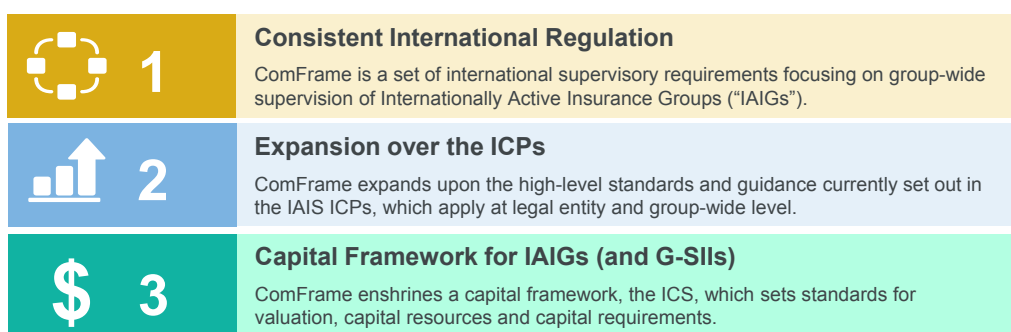 1
Consistent International Regulation
ComFrame is a set of international supervisory requirements focusing on group-wide
supervision of Internationally Active Insurance Groups (“IAIGs”).
2
Expansion over the ICPs
ComFrame expands upon the high-level standards and guidance currently set out in
the IAIS ICPs, which apply at legal entity and group-wide level.
$ 3
Capital Framework for IAIGs (and G-SIIs)
ComFrame enshrines a capital framework, the ICS, which sets standards for
valuation, capital resources and capital requirements.